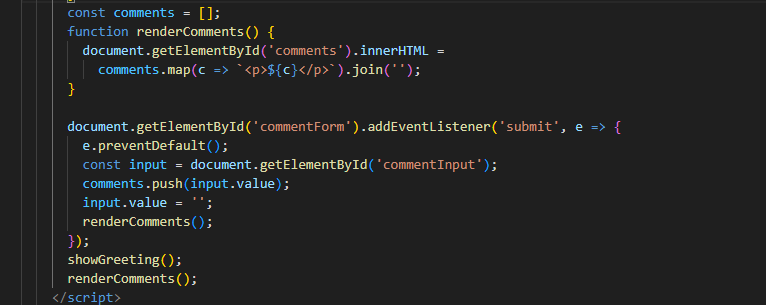 const comments = [];
function renderComments() {
document.getElementById('comments').innerHTML =
comments.map(c => `<p>${c}</p>`).join('');
}
document.getElementById('commentForm').addEventListener('submit', e => {
e.preventDefault();
const input = document.getElementById('commentInput');
comments.push(input.value);
input.value = '';
renderComments();
});
showGreeting();
renderComments();
</script>